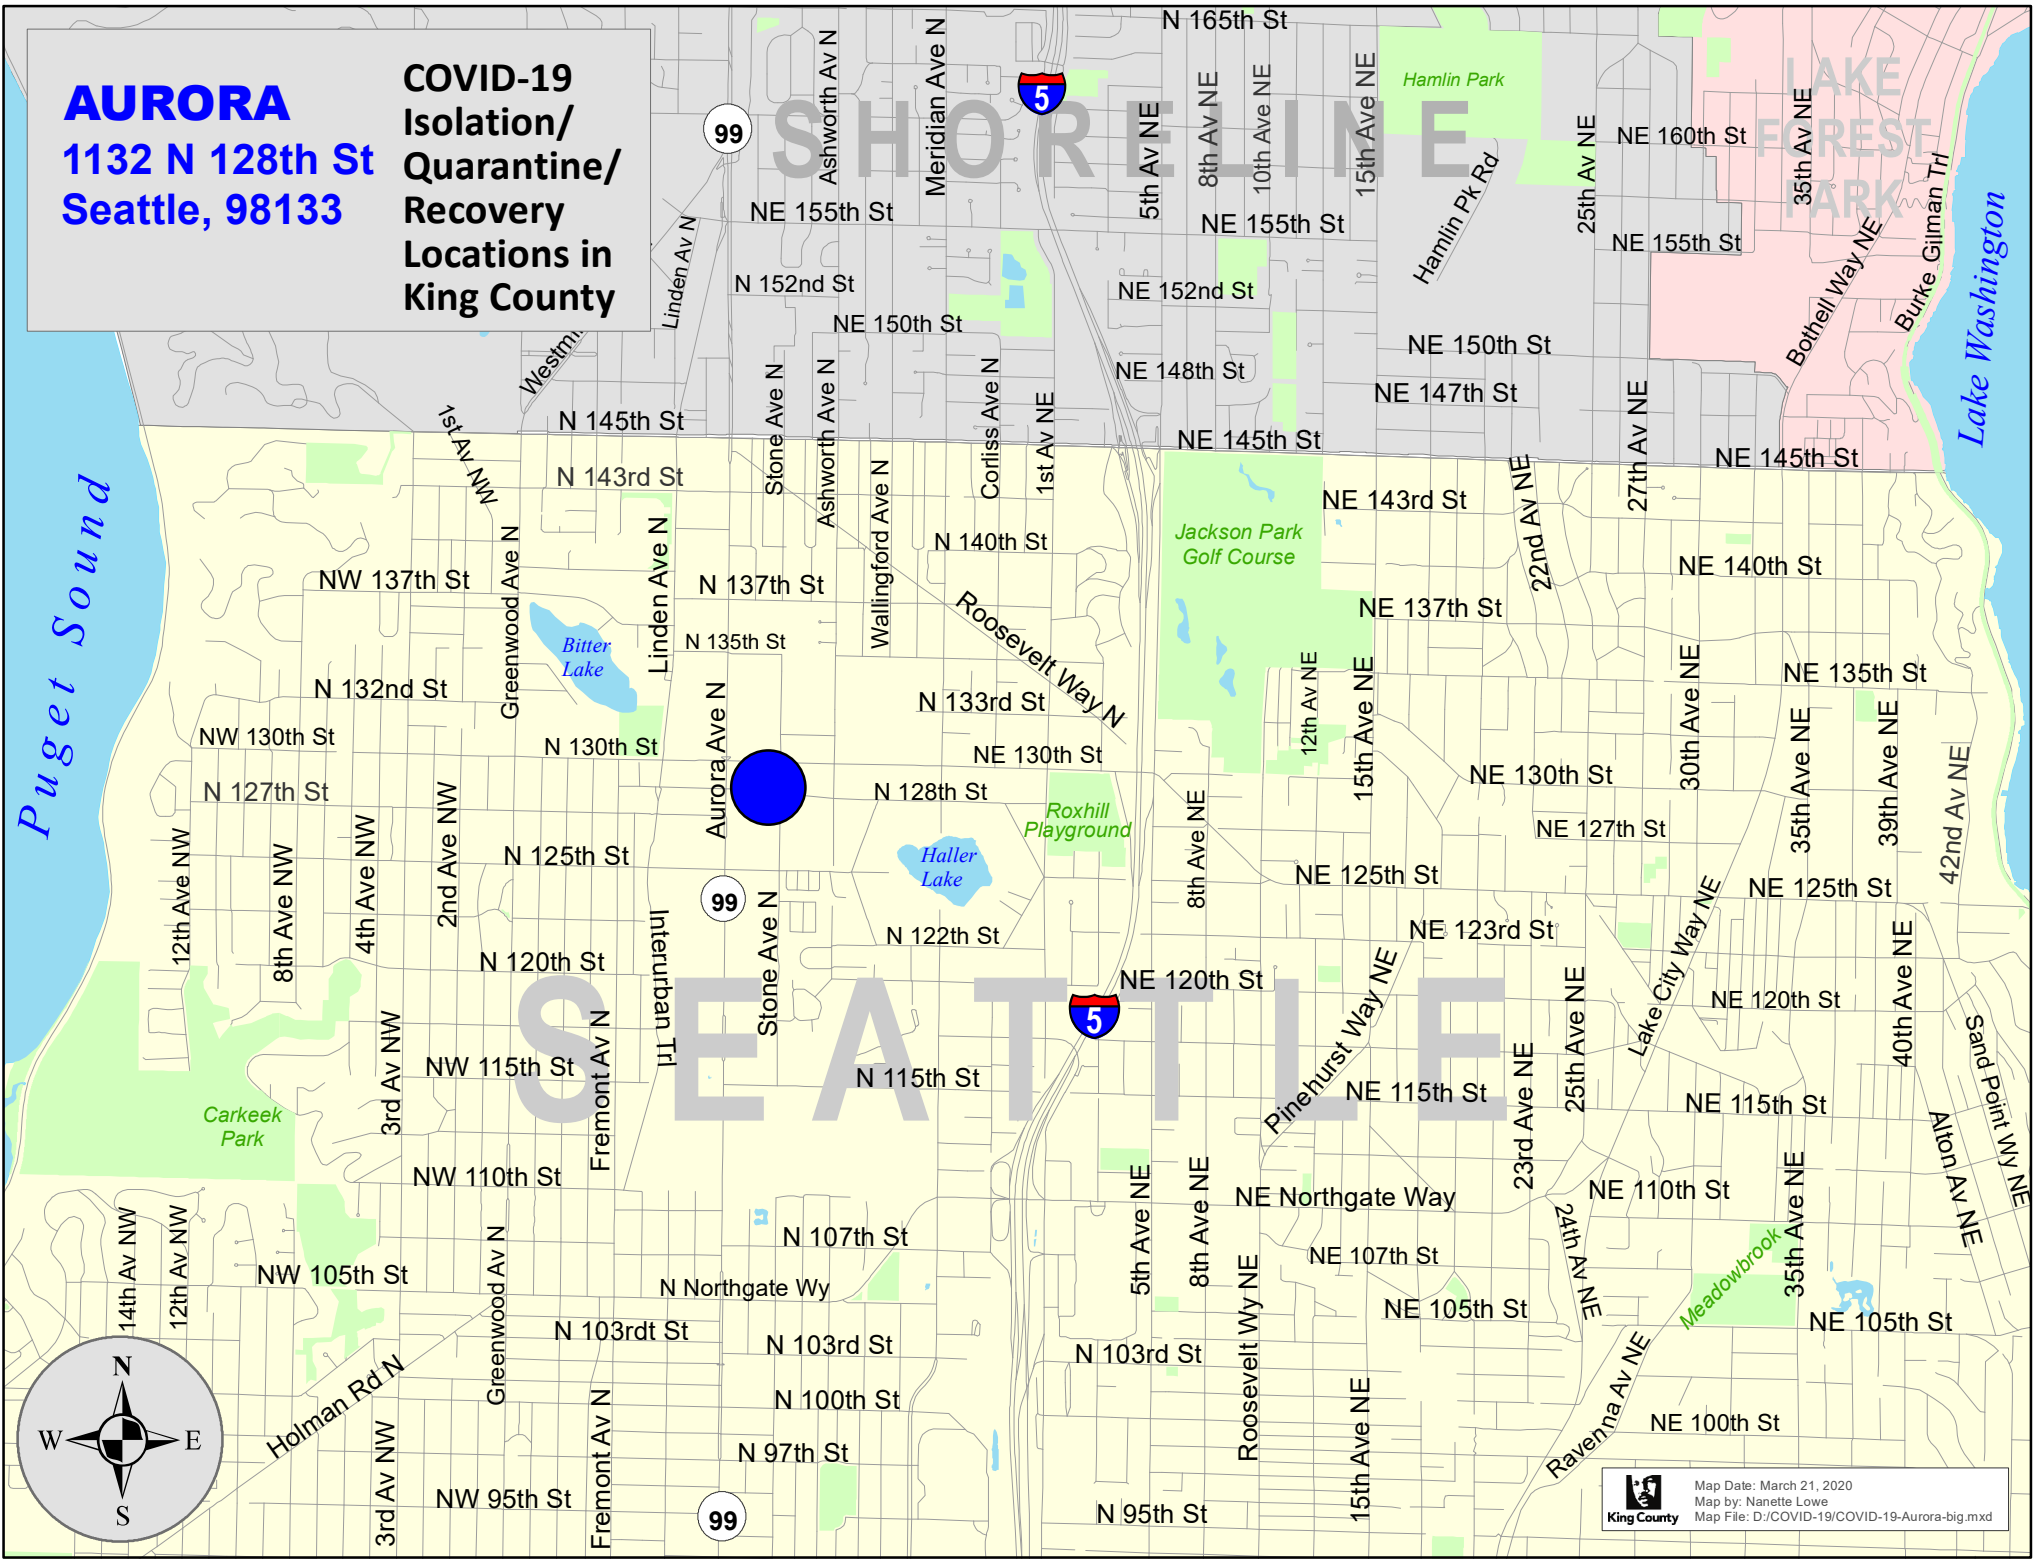 AURORA
1132 N 128th St
Seattle, 98133
COVID-19
Isolation/
Quarantine/
Recovery
Locations in
King County
N 165th St
Ashworth Av N
Meridian Ave N
5
99
SHORELINE
5th Av NE
8th Av NE
10th Ave NE
15th Ave NE
Hamlin Park
Hamlin Pk Rd
25th Av NE
NE 160th St
LAKE
FOREST
PARK
35th Av NE
Burke Gilman Trl
Bothell Way NE
Lake Washington
NE 155th St
NE 155th St
NE 155th St
Linden Av N
N 152nd St
NE 152nd St
NE 150th St
NE 150th St
Westmi
NE 148th St
NE 147th St
Stone Ave N
Ashworth Ave N
Corliss Ave N
1st Av NE
27th Av NE
1st Av NW
N 145th St
NE 145th St
NE 145th St
N 143rd St
NE 143rd St
Wallingford Ave N
22nd Av NE
Puget Sound
Jackson Park
Golf Course
N 140th St
NE 140th St
Greenwood Ave N
Linden Ave N
NW 137th St
N 137th St
NE 137th St
Roosevelt Way N
Bitter
Lake
N 135th St
NE 135th St
12th Av NE
15th Ave NE
30th Ave NE
N 132nd St
N 133rd St
Aurora Ave N
35th Ave NE
39th Ave NE
42nd Av NE
NW 130th St
N 130th St
NE 130th St
NE 130th St
N 127th St
N 128th St
Roxhill
Playground
8th Ave NE
NE 127th St
12th Ave NW
8th Ave NW
4th Ave NW
2nd Ave NW
N 125th St
Haller
Lake
NE 125th St
NE 125th St
99
Interurban Trl
Stone Ave N
N 122th St
NE 123rd St
Lake City Way NE
40th Ave NE
N 120th St
NE 120th St
NE 120th St
SEATTLE
5
Pinehurst Way NE
25th Ave NE
Sand Point Wy NE
3rd Av NW
Fremont Av N
NW 115th St
N 115th St
NE 115th St
NE 115th St
23rd Ave NE
Alton Av NE
Carkeek
Park
NW 110th St
5th Ave NE
8th Ave NE
NE Northgate Way
NE 110th St
35th Ave NE
24th Av NE
14th Av NW
12th Av NW
Greenwood Av N
N 107th St
NE 107th St
Meadowbrook
NW 105th St
N Northgate Wy
Roosevelt Wy NE
NE 105th St
NE 105th St
N 103rdt St
N 103rd St
N 103rd St
Ravenna Av NE
Holman Rd N
3rd Av NW
Fremont Av N
N 100th St
15th Ave NE
NE 100th St
N 97th St
NW 95th St
99
N 95th St
N
W
E
S
King County
Map Date: March 21, 2020
Map by: Nanette Lowe
Map File: D:/COVID-19/COVID-19-Aurora-big.mxd